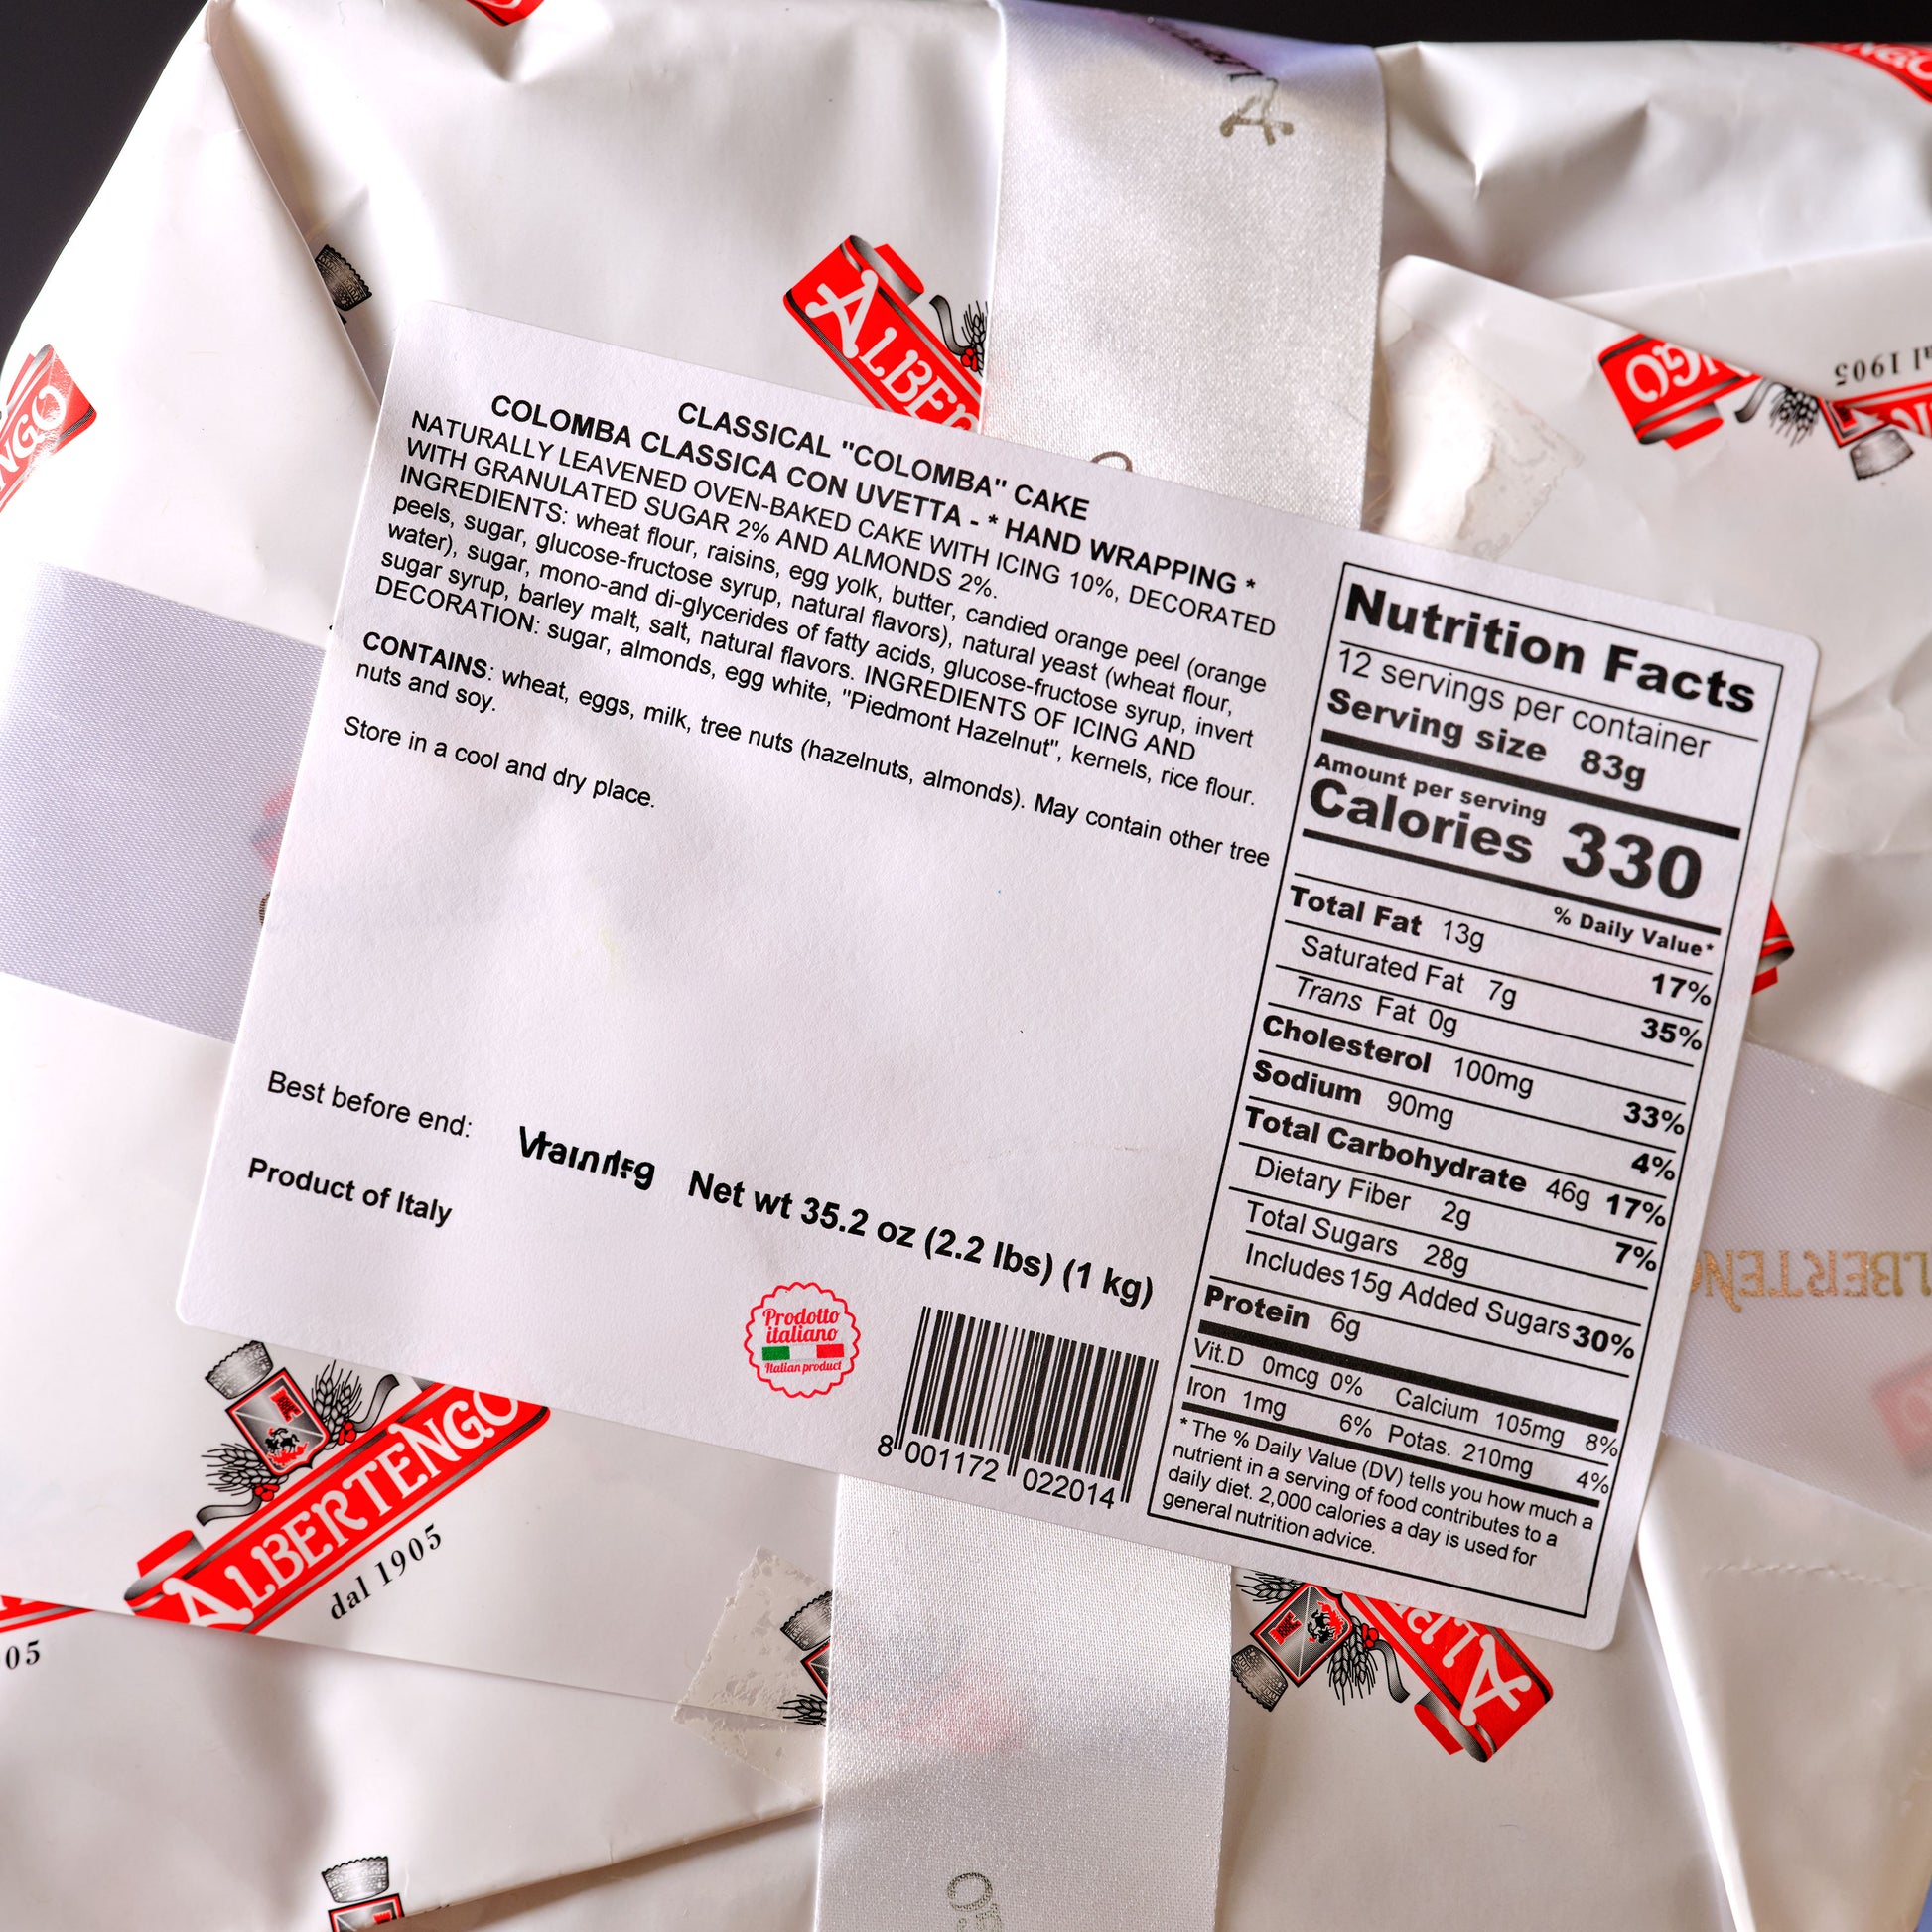 ALBERTENGO
CLASSICAL "COLOMBA" CAKE
COLOMBA CLASSICA CON UVETTA - * HAND WRAPPING *
NATURALLY LEAVENED OVEN-BAKED CAKE WITH ICING 10%, DECORATED
WITH GRANULATED SUGAR 2% AND ALMONDS 2%.
INGREDIENTS: wheat flour, raisins, egg yolk, butter, candied orange peel (orange
peels, sugar, glucose-fructose syrup, natural flavors), natural yeast (wheat flour,
water), sugar, mono-and di-glycerides of fatty acids, glucose-fructose syrup, invert
sugar syrup, barley malt, salt, natural flavors. INGREDIENTS OF ICING AND
DECORATION: sugar, almonds, egg white, "Piedmont Hazelnut", kernels, rice flour.
CONTAINS: wheat, eggs, milk, tree nuts (hazelnuts, almonds). May contain other tree
nuts and soy.
Store in a cool and dry place.
Best before end:
Product of Italy
Net wt 35.2 oz (2.2 lbs) (1 kg)
Prodotto
italiano
Italian product
8 001172 022014
Nutrition Facts
12 servings per container
Serving size 83g
Amount per serving
Calories 330
% Daily Value*
Total Fat 13g 17%
Saturated Fat 7g 35%
Trans Fat 0g
Cholesterol 100mg 33%
Sodium 90mg 4%
Total Carbohydrate 46g 17%
Dietary Fiber 2g 7%
Total Sugars 28g
Includes 15g Added Sugars 30%
Protein 6g
Vit.D 0mcg 0% Calcium 105mg 8%
Iron 1mg 6% Potas. 210mg 4%
* The % Daily Value (DV) tells you how much a
nutrient in a serving of food contributes to a
daily diet. 2,000 calories a day is used for
general nutrition advice.
dal 1905